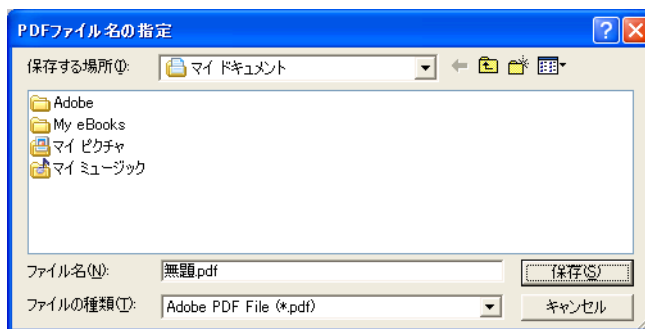 PDFファイル名の指定
保存する場所(I): マイ ドキュメント
Adobe
My eBooks
マイ ピクチャ
マイ ミュージック
ファイル名(N): 無題.pdf 保存(S)
ファイルの種類(T): Adobe PDF File (*.pdf) キャンセル